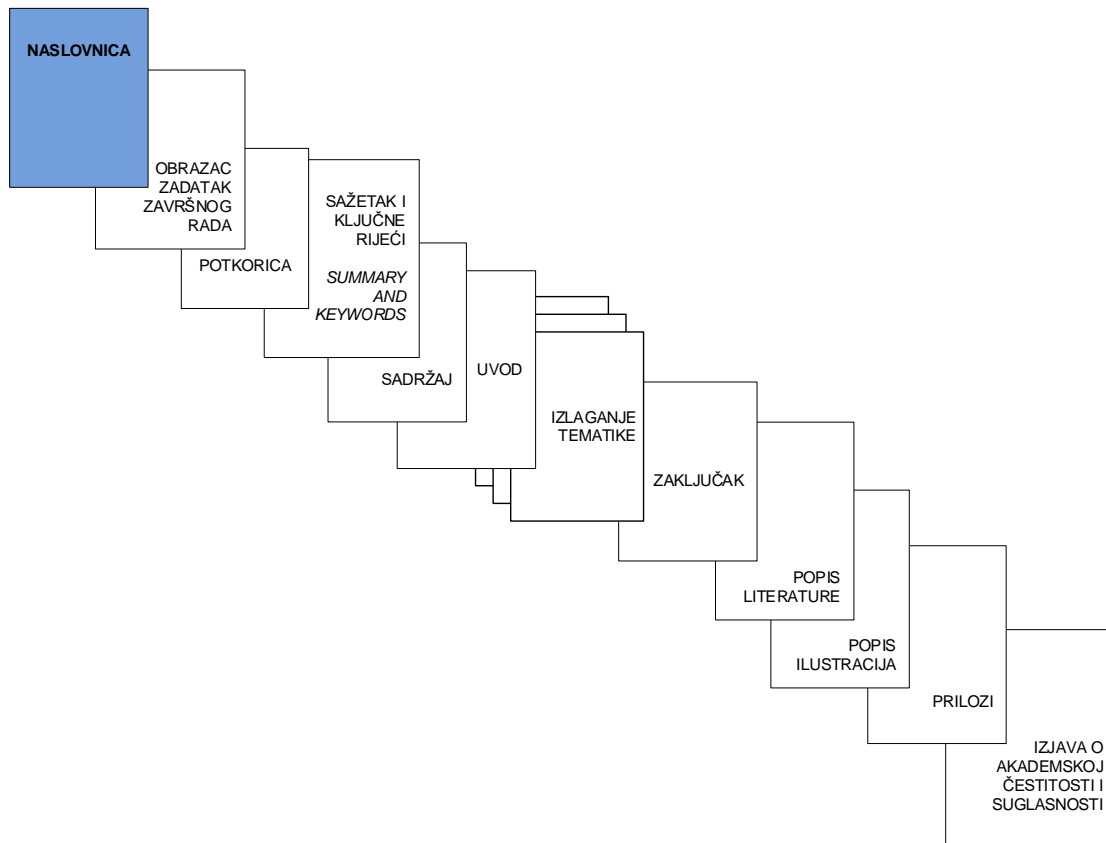 NASLOVNICA
OBRAZAC
ZADATAK
ZAVRŠNOG
RADA
POTKORICA
SAŽETAK I
KLJUČNE
RIJEĆI
SUMMARY
AND
KEYWORDS
SADRŽAJ
UVOD
IZLAGANJE
TEMATIKE
ZAKLJUČAK
POPIS
LITERATURE
POPIS
ILUSTRACIJA
PRILOZI
IZJAVA O
AKADEMSKOJ
ČESTITOSTI I
SUGLASNOSTI